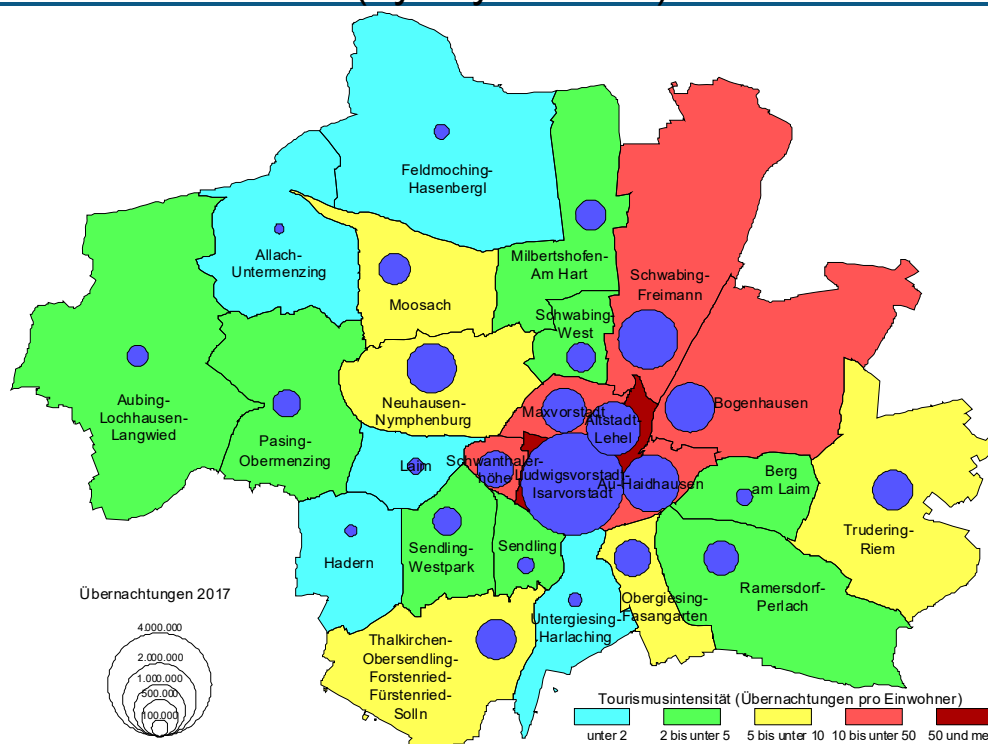 Feldmoching-
Hasenbergl
Allach-
Untermenzing
Milbertshofen-
Am Hart
Schwabing-
Freimann
Moosach
Schwabing-
West
Aubing-
Lochhausen-
Langwied
Neuhausen-
Nymphenburg
Maxvorstadt
Altstadt-
Lehel
Bogenhausen
Pasing-
Obermenzing
Laim
Schwanthaler-
höhe
Ludwigsvorstadt-
Isarvorstadt
Au-Haidhausen
Berg
am Laim
Trudering-
Riem
Hadern
Sendling-
Westpark
Sendling
Ramersdorf-
Perlach
Obergiesing-
Fasangarten
Untergiesing-
Harlaching
Thalkirchen-
Obersendling-
Forstenried-
Fürstenried-
Solln
Übernachtungen 2017
4.000.000
2.000.000
1.000.000
500.000
100.000
Tourismusintensität (Übernachtungen pro Einwohner)
unter 2
2 bis unter 5
5 bis unter 10
10 bis unter 50
50 und me